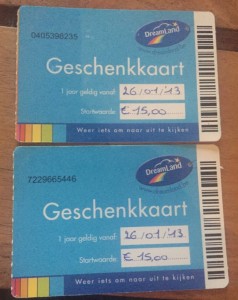 DreamLand
0405398235
Geschenkkaart
1 jaar geldig vanaf 26/01/'13
Startwaarde € 15,00
Weer iets om naar uit te kijken
DreamLand
7229665446
Geschenkkaart
1 jaar geldig vanaf 26/01/'13
Startwaarde € 15,00
Weer iets om naar uit te kijken